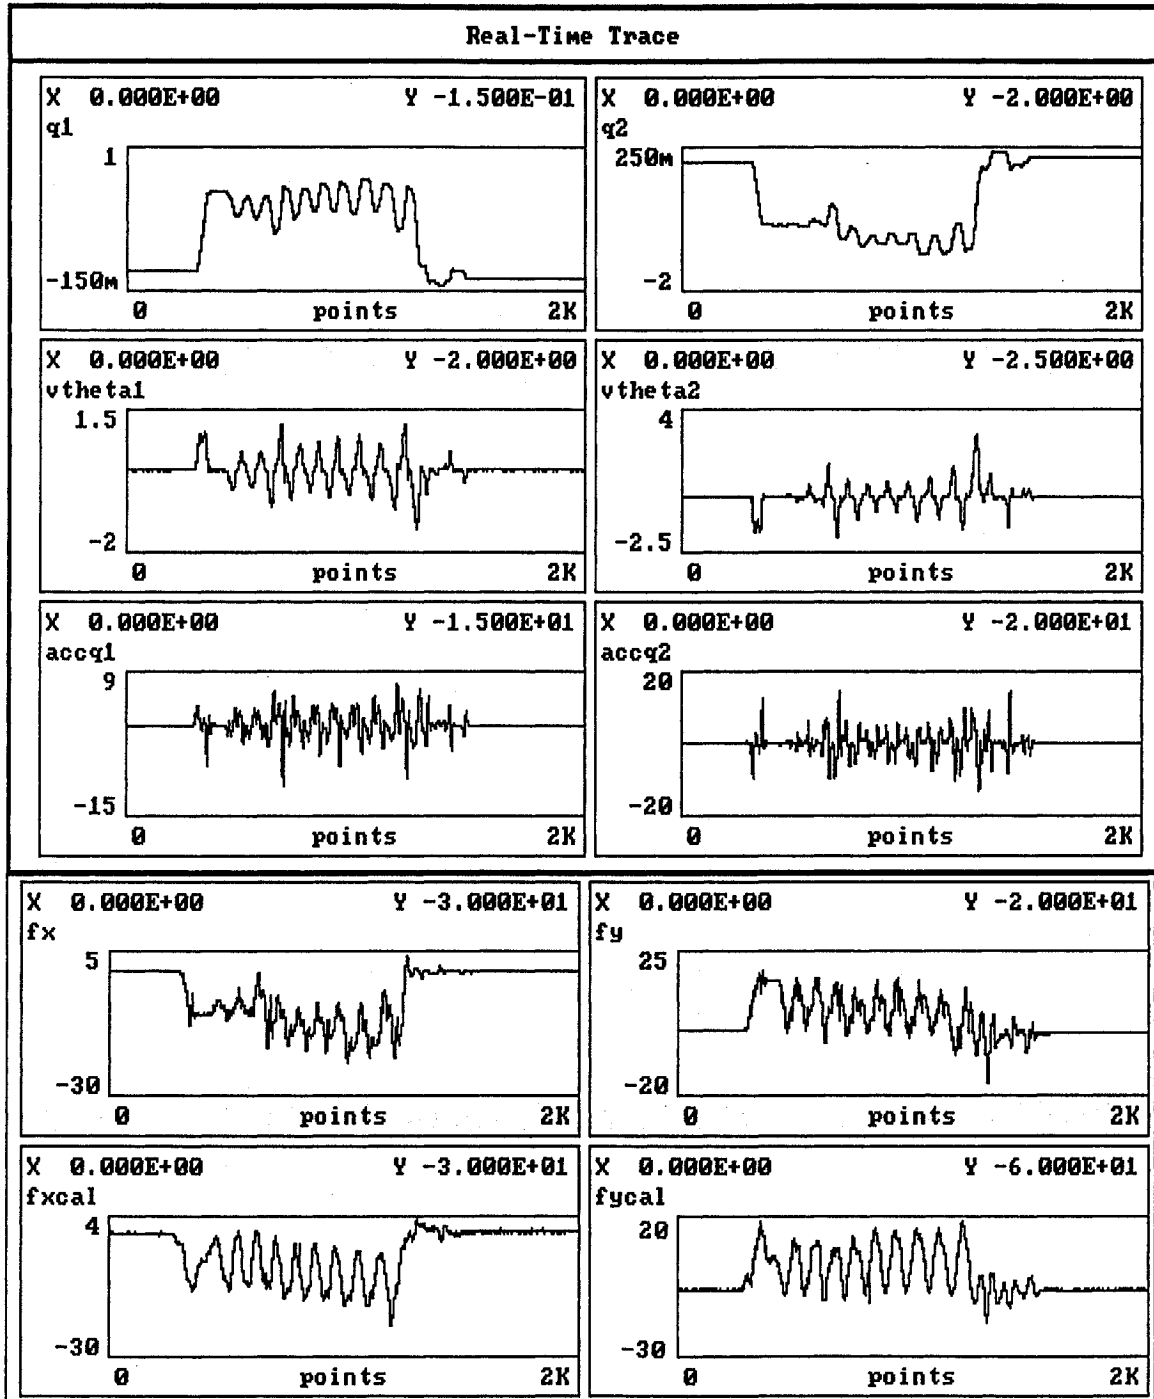 Real-Time Trace
X 0.000E+00 Y -1.500E-01
q1
1
-150m
0 points 2K
X 0.000E+00 Y -2.000E+00
q2
250m
-2
0 points 2K
X 0.000E+00 Y -2.000E+00
vtheta1
1.5
-2
0 points 2K
X 0.000E+00 Y -2.500E+00
vtheta2
4
-2.5
0 points 2K
X 0.000E+00 Y -1.500E+01
accq1
9
-15
0 points 2K
X 0.000E+00 Y -2.000E+01
accq2
20
-20
0 points 2K
X 0.000E+00 Y -3.000E+01
fx
5
-30
0 points 2K
X 0.000E+00 Y -2.000E+01
fy
25
-20
0 points 2K
X 0.000E+00 Y -3.000E+01
fxcal
4
-30
0 points 2K
X 0.000E+00 Y -6.000E+01
fycal
20
-30
0 points 2K